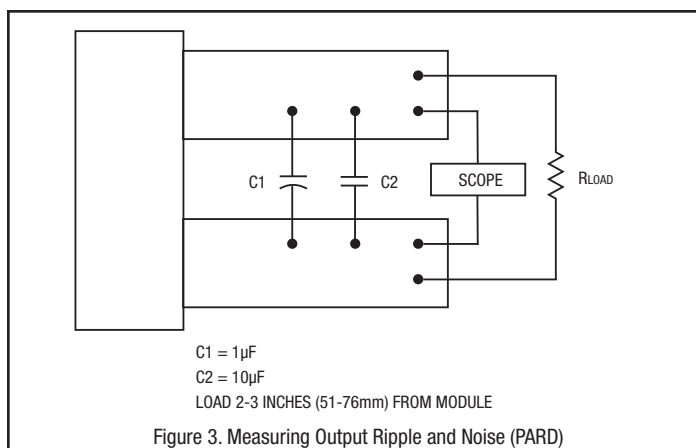 C1
C2
SCOPE
RLOAD
C1 = 1µF
C2 = 10µF
LOAD 2-3 INCHES (51-76mm) FROM MODULE
Figure 3. Measuring Output Ripple and Noise (PARD)